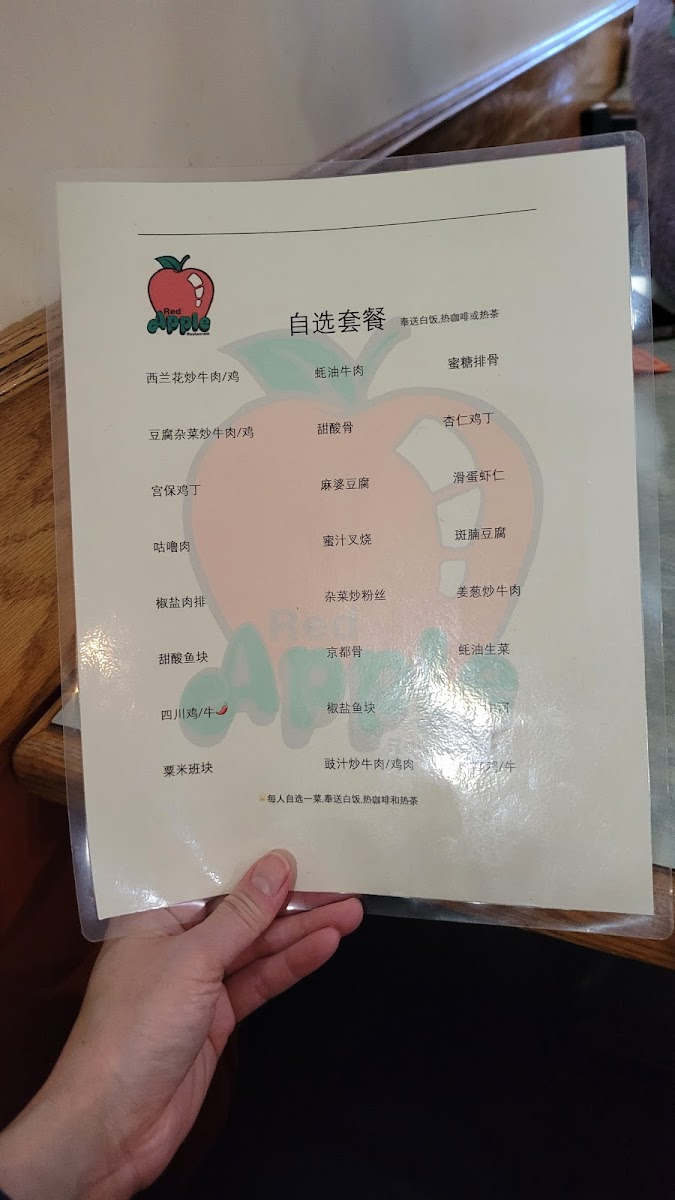 Red
Apple
Restaurant
自选套餐 奉送白饭,热咖啡或热茶
西兰花炒牛肉/鸡 蚝油牛肉 蜜糖排骨
豆腐杂菜炒牛肉/鸡 甜酸骨 杏仁鸡丁
宫保鸡丁 麻婆豆腐 滑蛋虾仁
咕噜肉 蜜汁叉烧 斑腩豆腐
椒盐肉排 杂菜炒粉丝 姜葱炒牛肉
甜酸鱼块 京都骨 蚝油生菜
四川鸡/牛🌶 椒盐鱼块
粟米班块 豉汁炒牛肉/鸡肉 鸡/牛
每人自选一菜,奉送白饭,热咖啡和热茶
Red
Apple